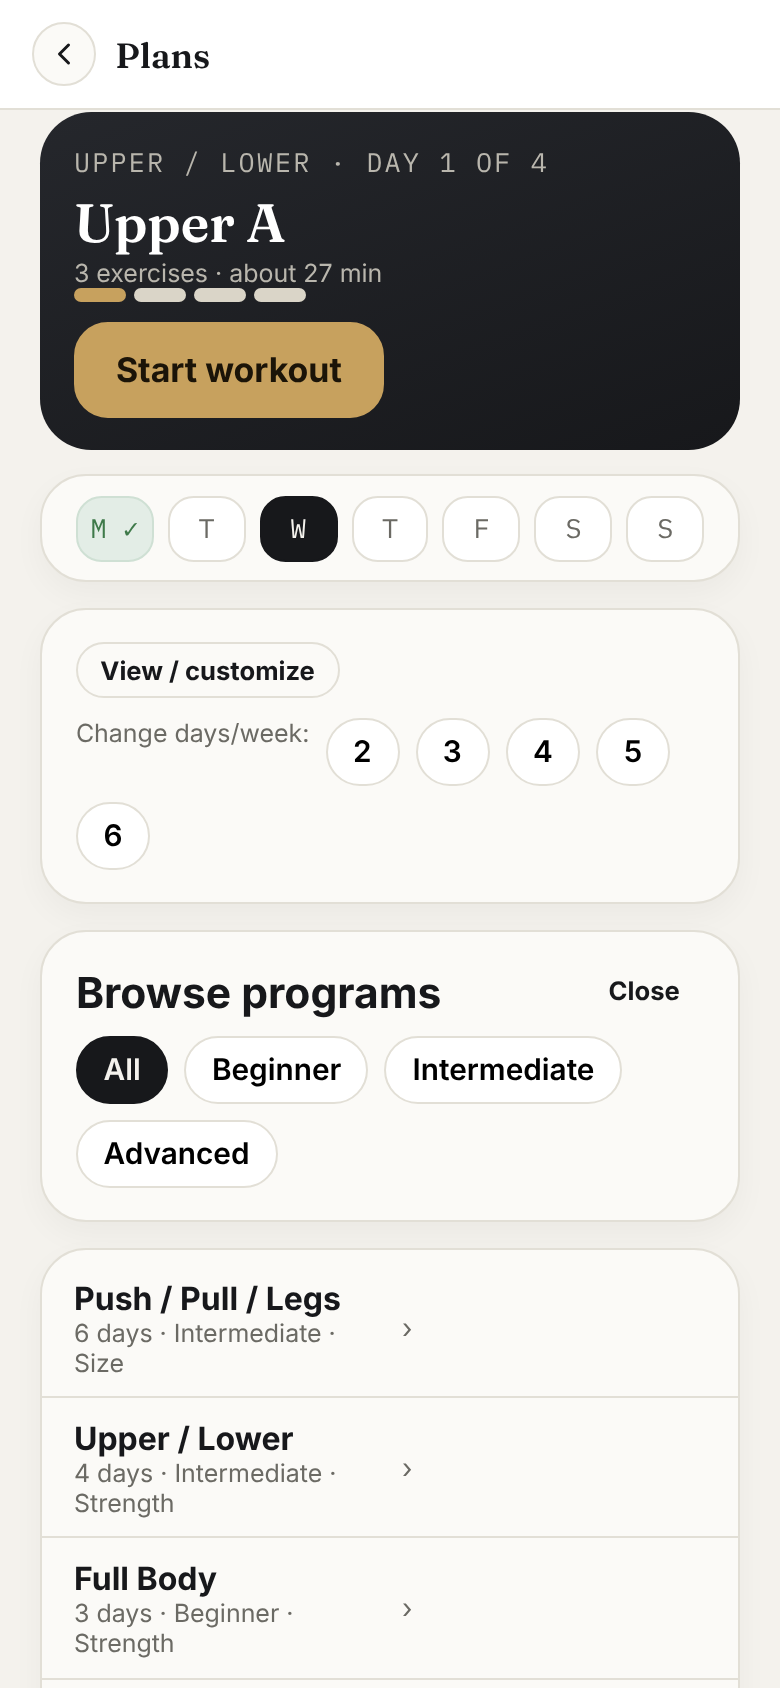 Plans
UPPER / LOWER · DAY 1 OF 4
Upper A
3 exercises · about 27 min
Start workout
M ✓ T W T F S S
View / customize
Change days/week: 2 3 4 5
6
Browse programs Close
All Beginner Intermediate
Advanced
Push / Pull / Legs
6 days · Intermediate ·
Size
›
Upper / Lower
4 days · Intermediate ·
Strength
›
Full Body
3 days · Beginner ·
Strength
›